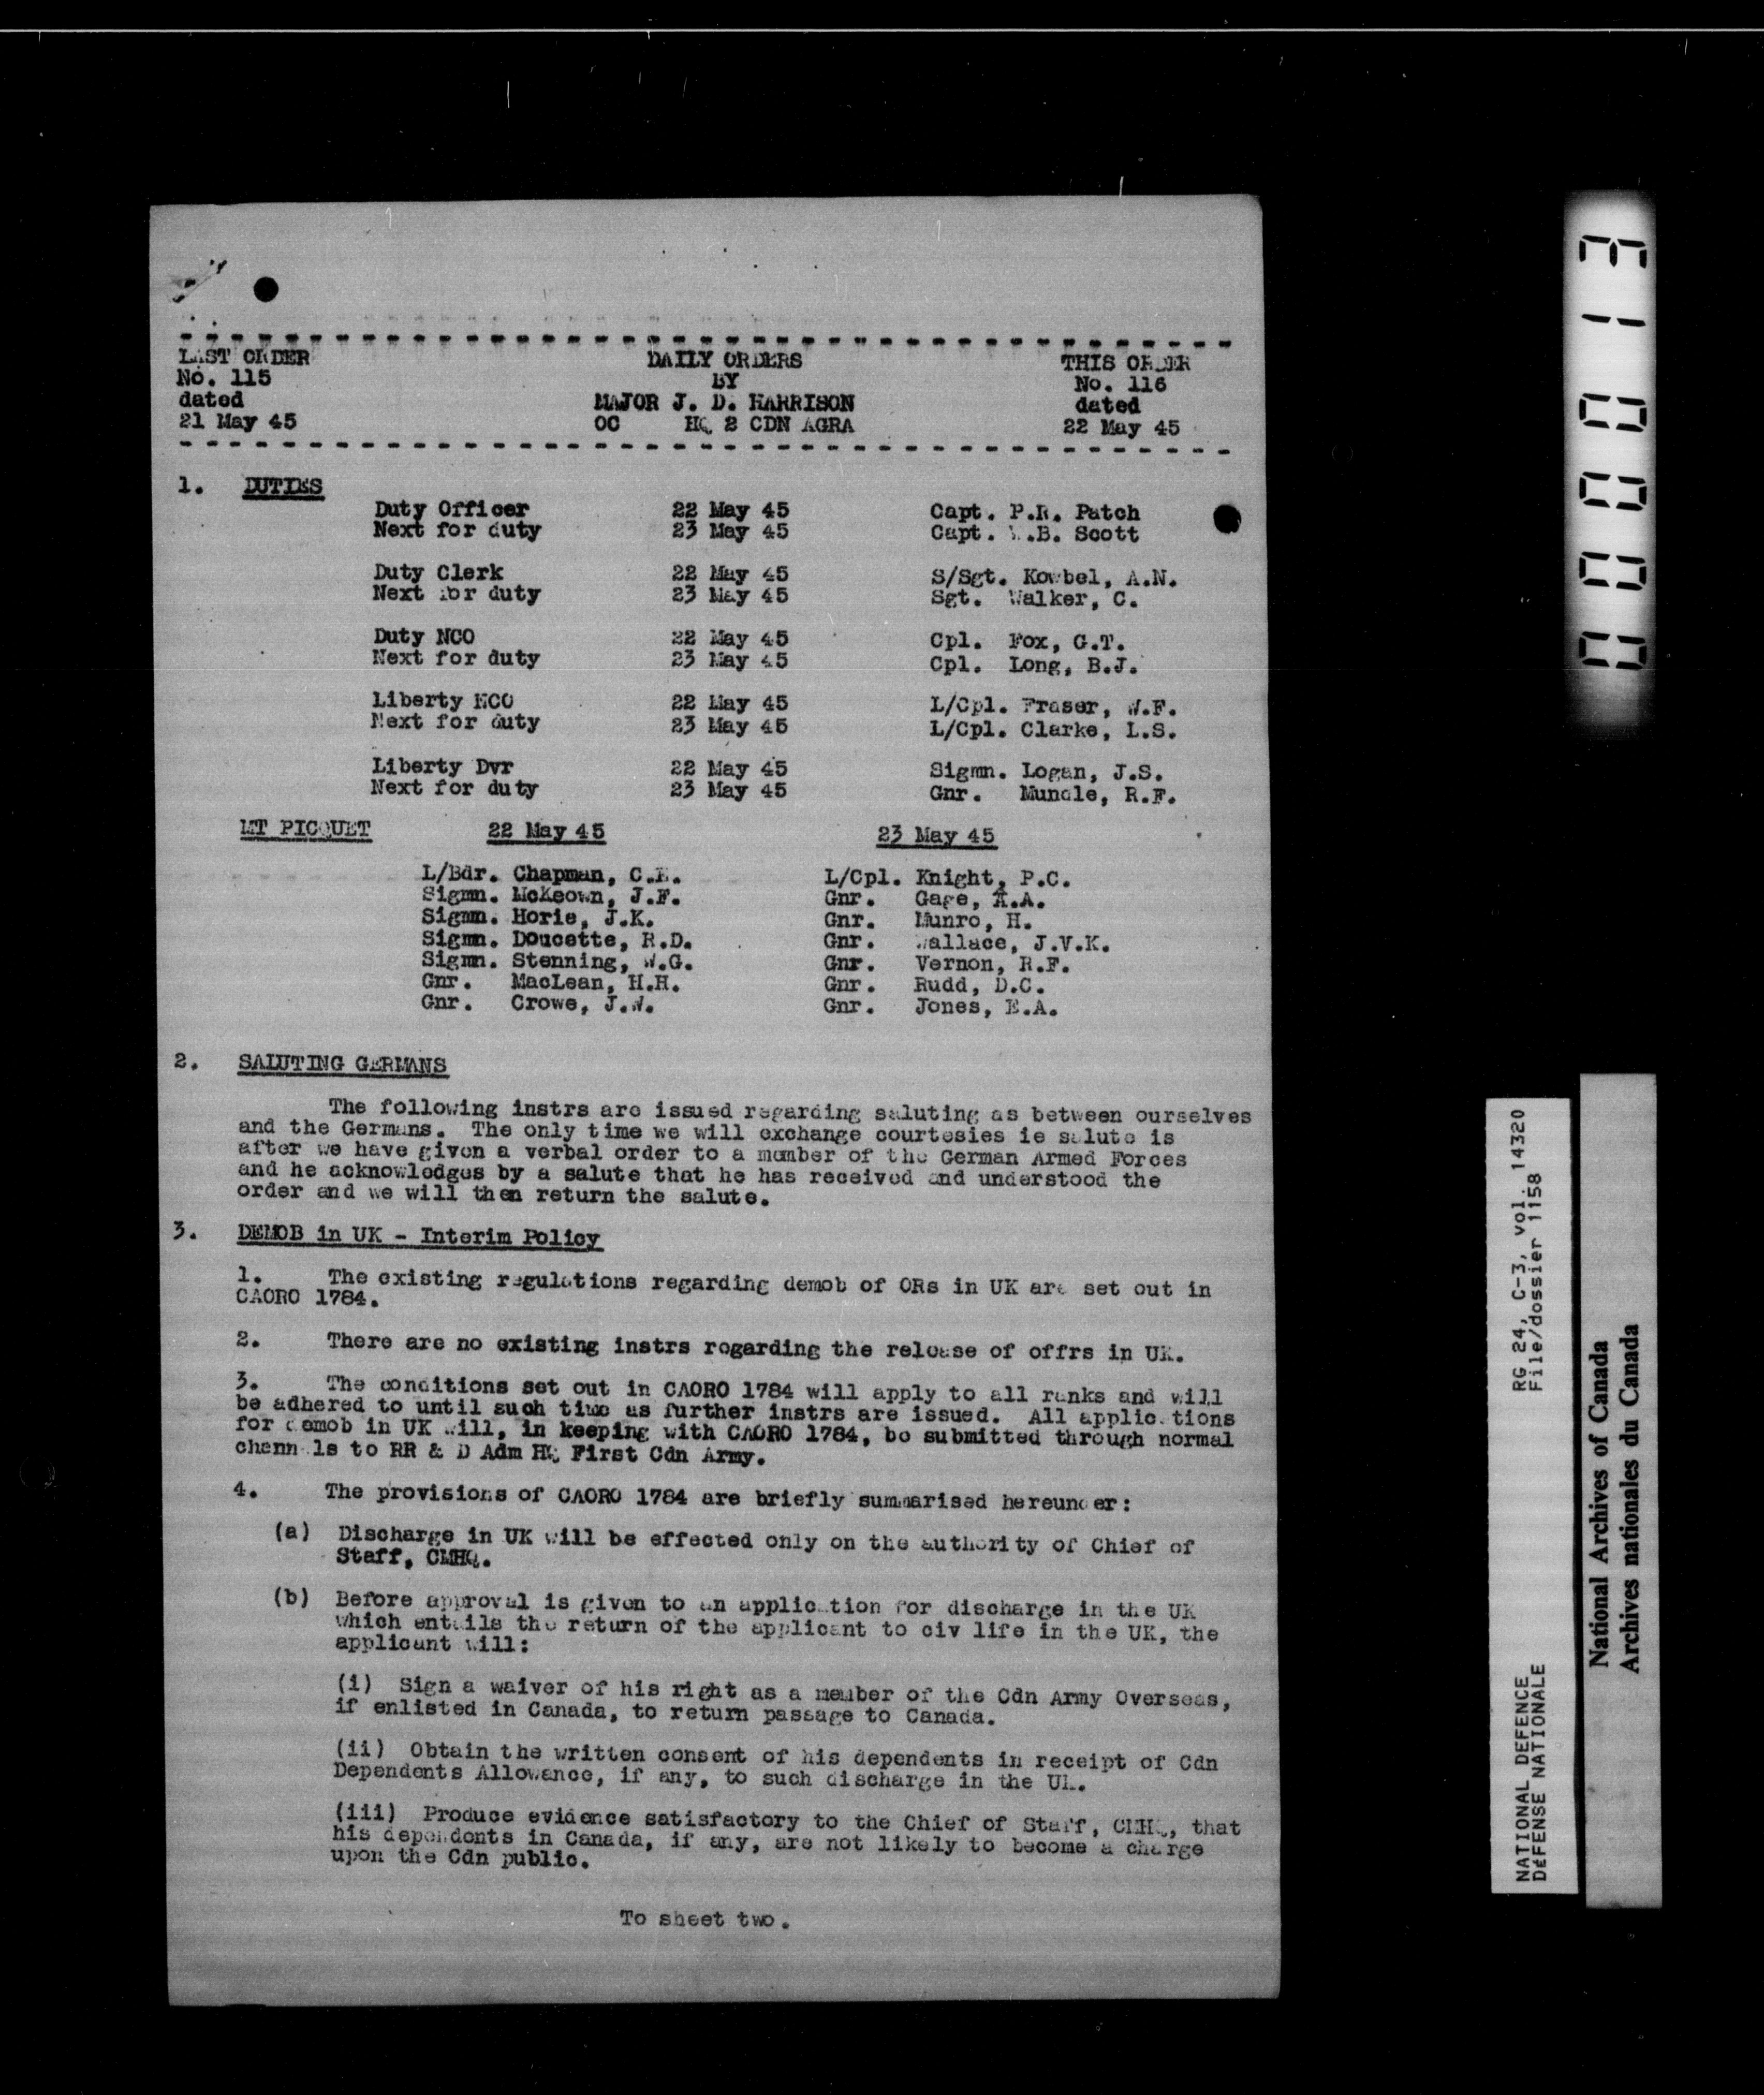 LAST ORDER
No. 115
dated
21 May 45
DAILY ORDERS
BY
MAJOR J. D. HARRISON
OC HQ 2 CDN AGRA
THIS ORDER
No. 116
dated
22 May 45
1. DUTIES
Duty Officer 22 May 45 Capt. P.R. Patch
Next for duty 23 May 45 Capt. W.B. Scott
Duty Clerk 22 May 45 S/Sgt. Kowbel, A.N.
Next for duty 23 May 45 Sgt. Walker, C.
Duty NCO 22 May 45 Cpl. Fox, G.T.
Next for duty 23 May 45 Cpl. Long, B.J.
Liberty NCO 22 May 45 L/Cpl. Fraser, W.F.
Next for duty 23 May 45 L/Cpl. Clarke, L.S.
Liberty Dvr 22 May 45 Sigmn. Logan, J.S.
Next for duty 23 May 45 Gnr. Mundle, R.F.
MT PICQUET 22 May 45 23 May 45
L/Bdr. Chapman, C.E. L/Cpl. Knight, P.C.
Sigmn. McKeown, J.F. Gnr. Gage, A.A.
Sigmn. Horie, J.K. Gnr. Munro, H.
Sigmn. Doucette, R.D. Gnr. Wallace, J.V.K.
Sigmn. Stenning, W.G. Gnr. Vernon, R.F.
Gnr. MacLean, H.H. Gnr. Rudd, D.C.
Gnr. Crowe, J.W. Gnr. Jones, E.A.
2. SALUTING GERMANS
The following instrs are issued regarding saluting as between ourselves
and the Germans. The only time we will exchange courtesies ie salute is
after we have given a verbal order to a member of the German Armed Forces
and he acknowledges by a salute that he has received and understood the
order and we will then return the salute.
3. DEMOB in UK - Interim Policy
1. The existing regulations regarding demob of ORs in UK are set out in
CAORO 1784.
2. There are no existing instrs regarding the release of offrs in UK.
3. The conditions set out in CAORO 1784 will apply to all ranks and will
be adhered to until such time as further instrs are issued. All applications
for demob in UK will, in keeping with CAORO 1784, be submitted through normal
channels to RR & D Adm HQ First Cdn Army.
4. The provisions of CAORO 1784 are briefly summarised hereunder:
(a) Discharge in UK will be effected only on the authority of Chief of
Staff, CMHQ.
(b) Before approval is given to an application for discharge in the UK
which entails the return of the applicant to civ life in the UK, the
applicant will:
(i) Sign a waiver of his right as a member of the Cdn Army Overseas,
if enlisted in Canada, to return passage to Canada.
(ii) Obtain the written consent of his dependents in receipt of Cdn
Dependents Allowance, if any, to such discharge in the UK.
(iii) Produce evidence satisfactory to the Chief of Staff, CMHQ, that
his dependents in Canada, if any, are not likely to become a charge
upon the Cdn public.
To sheet two.
000013
NATIONAL DEFENCE RG 24, C-3, vol. 14320
DéFENSE NATIONALE File/dossier 1158
National Archives of Canada
Archives nationales du Canada